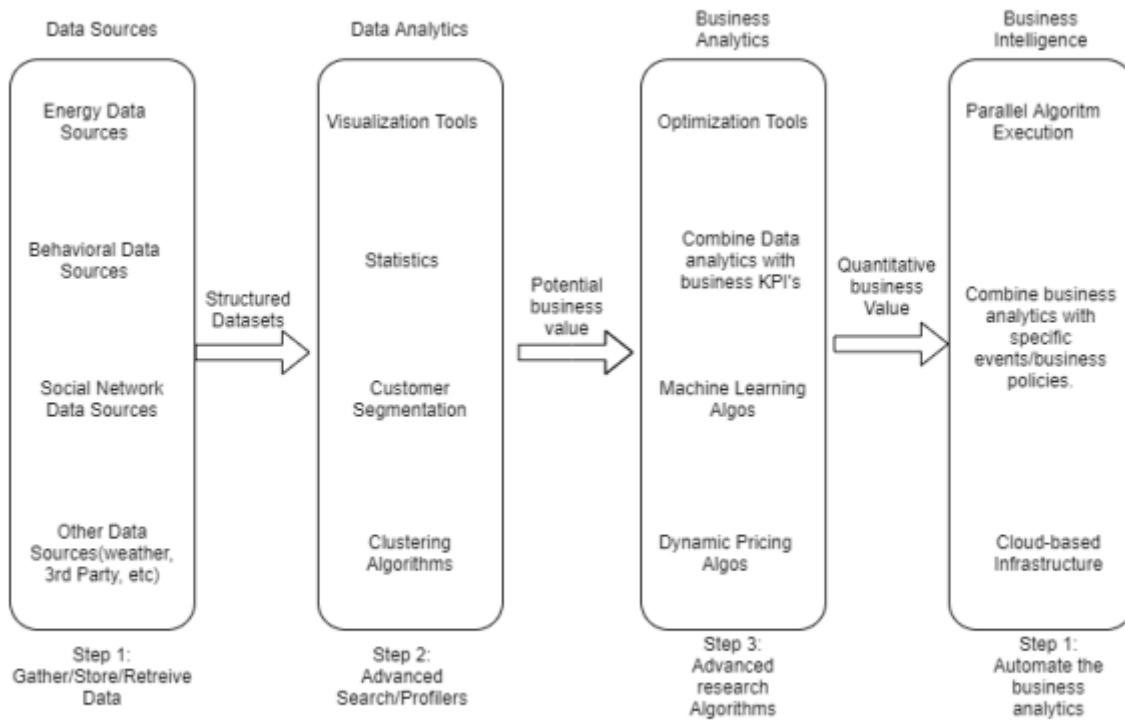 Data Sources
Energy Data
Sources
Behavioral Data
Sources
Social Network
Data Sources
Other Data
Sources(weather,
3rd Party, etc)
Step 1:
Gather/Store/Retreive
Data
Structured
Datasets
Data Analytics
Visualization Tools
Statistics
Customer
Segmentation
Clustering
Algorithms
Step 2:
Advanced
Search/Profilers
Potential
business
value
Business
Analytics
Optimization Tools
Combine Data
analytics with
business KPI's
Machine Learning
Algos
Dynamic Pricing
Algos
Step 3:
Advanced
research
Algorithms
Quantitative
business
Value
Business
Intelligence
Parallel Algoritm
Execution
Combine business
analytics with
specific
events/business
policies.
Cloud-based
Infrastructure
Step 1:
Automate the
business
analytics